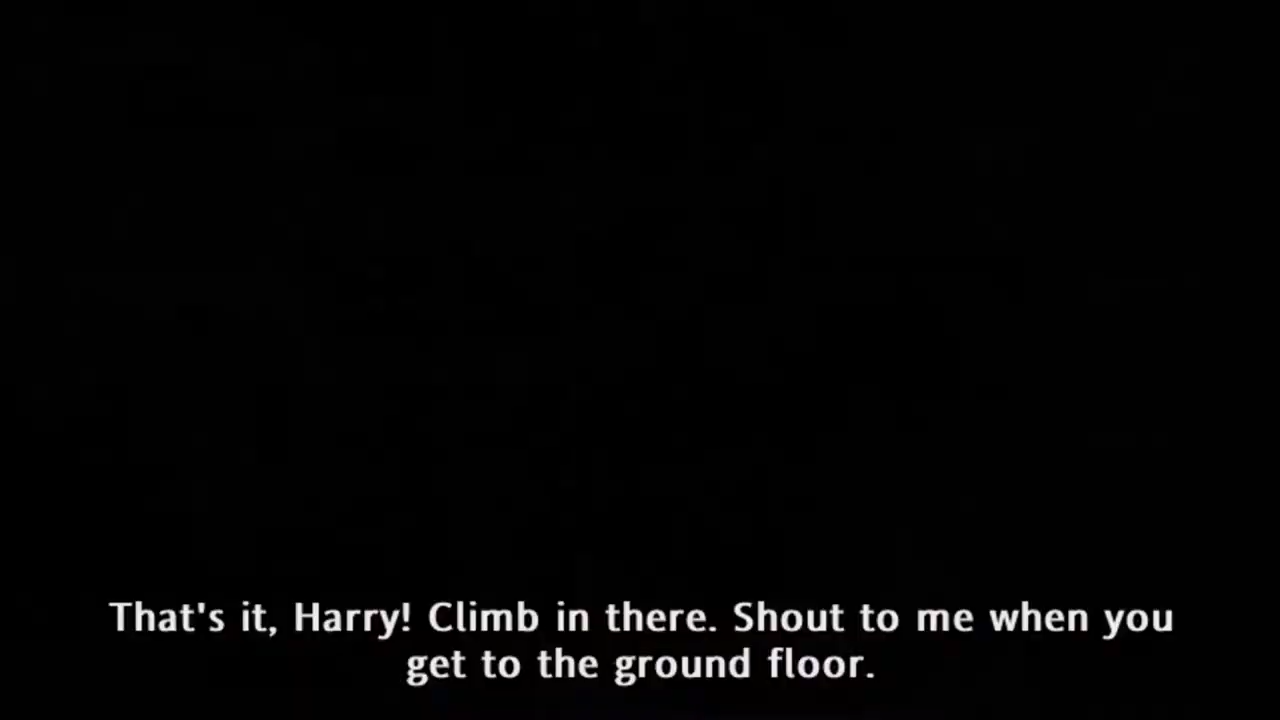 That's it, Harry! Climb in there. Shout to me when you
get to the ground floor.